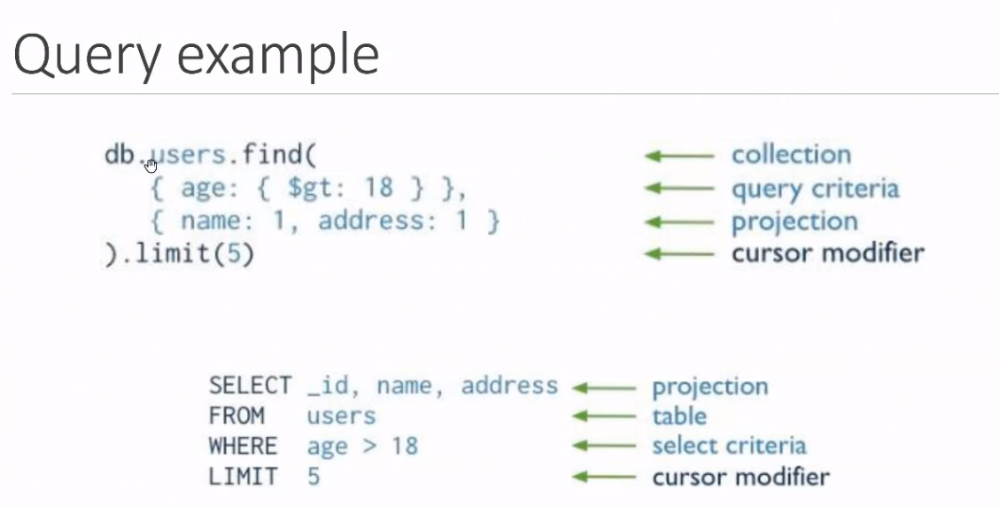 Query example
db.users.find( collection
{ age: { $gt: 18 } }, query criteria
{ name: 1, address: 1 } projection
).limit(5) cursor modifier
SELECT _id, name, address projection
FROM users table
WHERE age > 18 select criteria
LIMIT 5 cursor modifier